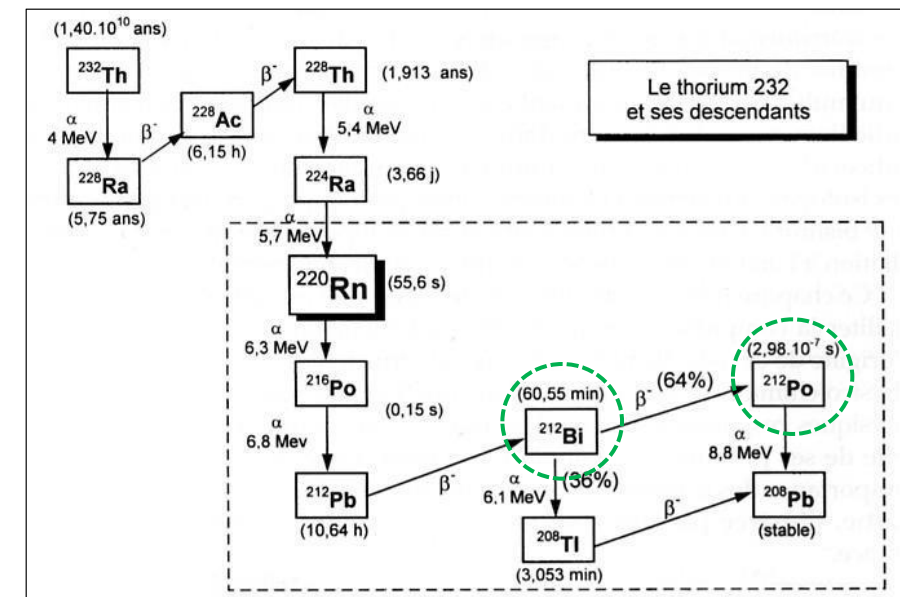 (1,40.10¹⁰ ans)
²³²Th
α
4 MeV
²²⁸Ra
(5,75 ans)
β⁻
²²⁸Ac
(6,15 h)
β⁻
²²⁸Th
(1,913 ans)
α
5,4 MeV
²²⁴Ra
(3,66 j)
α
5,7 MeV
²²⁰Rn
(55,6 s)
α
6,3 MeV
²¹⁶Po
(0,15 s)
α
6,8 Mev
²¹²Pb
(10,64 h)
β⁻
(60,55 min)
²¹²Bi
α
6,1 MeV
(36%)
²⁰⁸Tl
(3,053 min)
β⁻
(64%)
β⁻
(2,98.10⁻⁷ s)
²¹²Po
α
8,8 MeV
²⁰⁸Pb
(stable)
Le thorium 232
et ses descendants